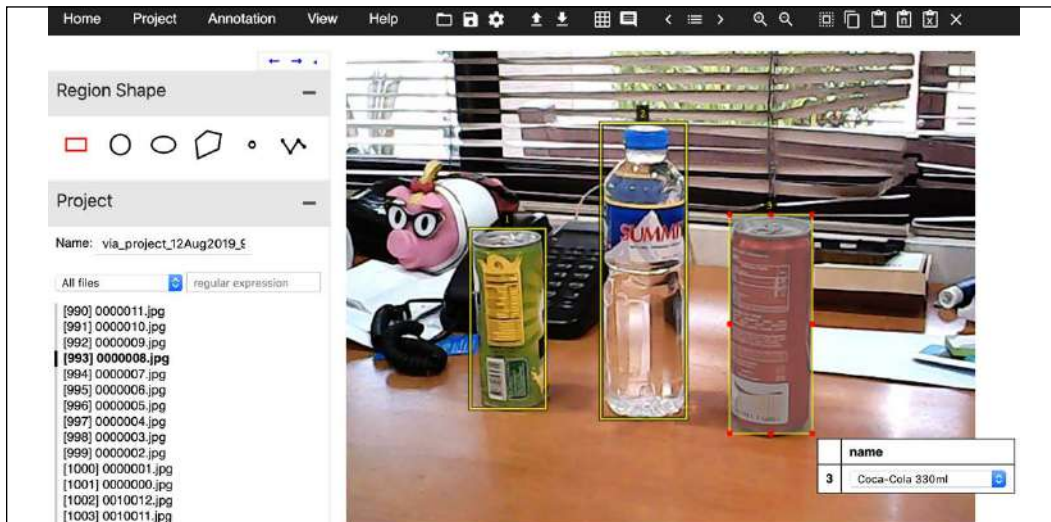 Home Project Annotation View Help
Region Shape
Project
Name: via_project_12Aug2019_
All files regular expression
[990] 0000011.jpg
[991] 0000010.jpg
[992] 0000009.jpg
[993] 0000008.jpg
[994] 0000007.jpg
[995] 0000006.jpg
[996] 0000005.jpg
[997] 0000004.jpg
[998] 0000003.jpg
[999] 0000002.jpg
[1000] 0000001.jpg
[1001] 0000000.jpg
[1002] 0010012.jpg
[1003] 0010011.jpg
1
2
SUMMIT
3
name
3 Coca-Cola 330ml